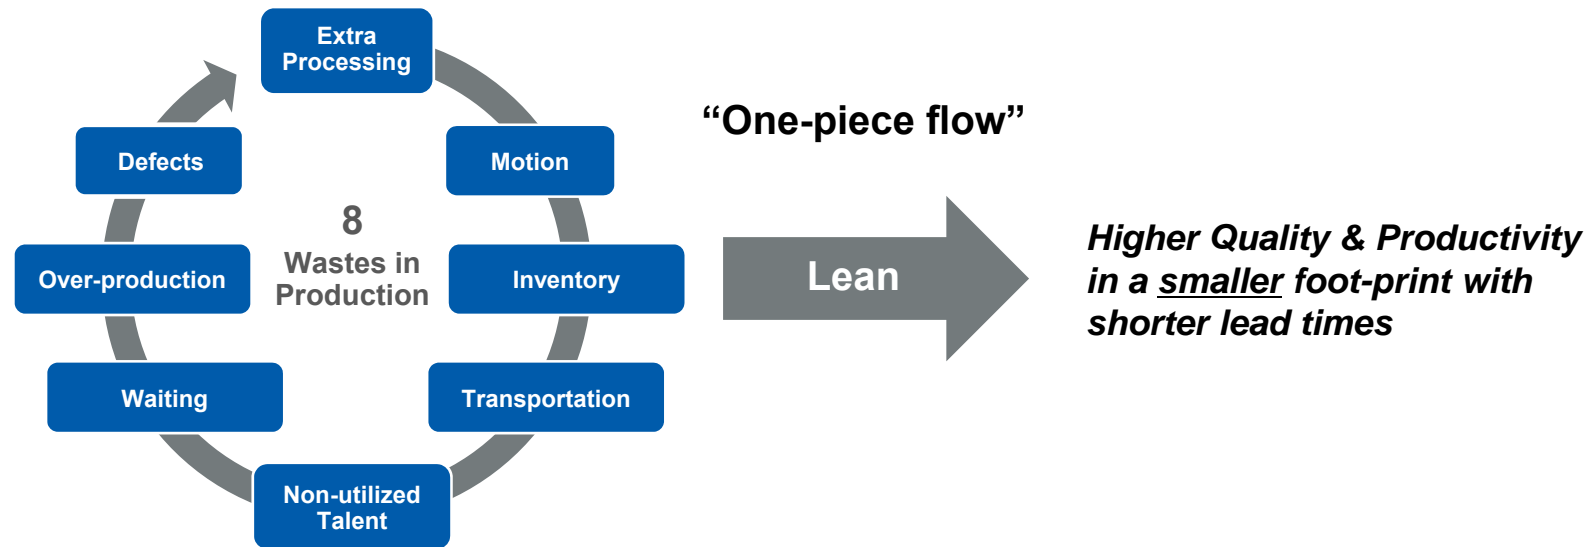 Extra
Processing
Motion
Inventory
Transportation
Non-utilized
Talent
Waiting
Over-production
Defects
8
Wastes in
Production
“One-piece flow”
Lean
Higher Quality & Productivity
in a smaller foot-print with
shorter lead times